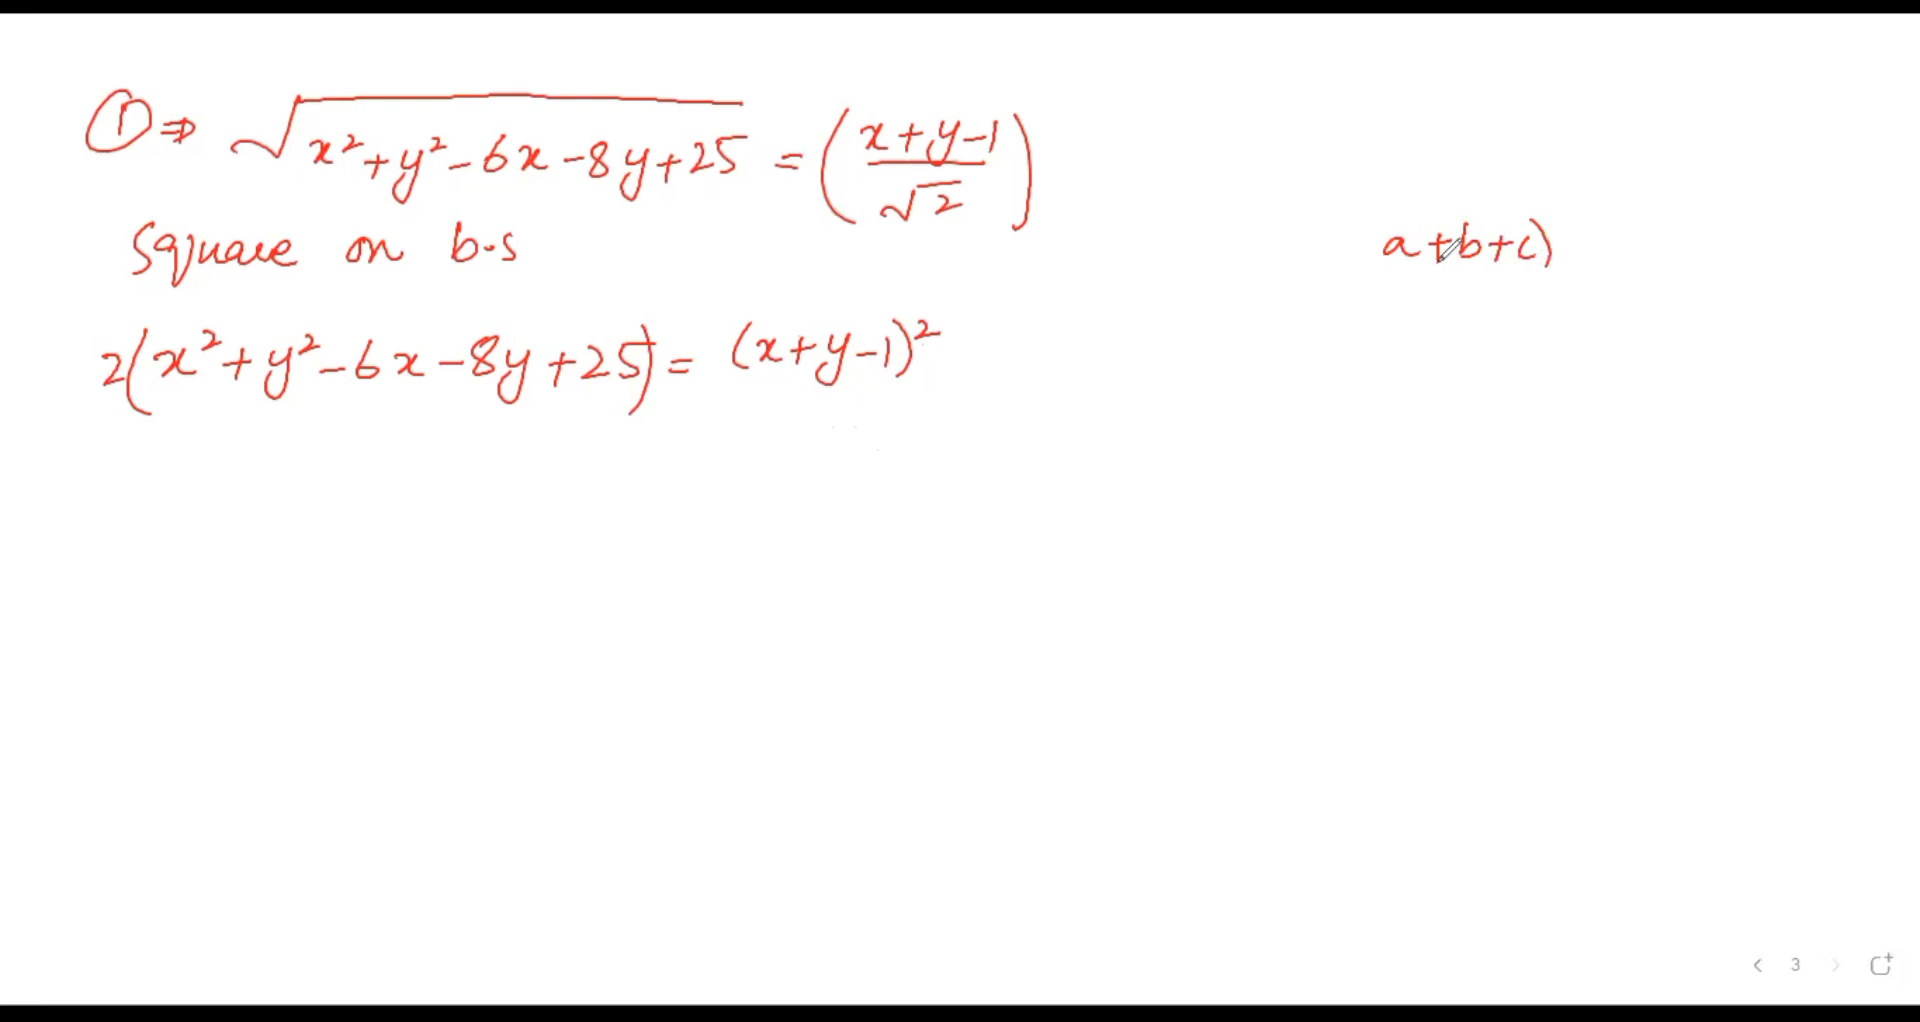 ① ⇒ √(x²+y²-6x-8y+25) = ((x+y-1)/√2)
Square on b.s
a+b+c)
2(x²+y²-6x-8y+25) = (x+y-1)²
< 3 >